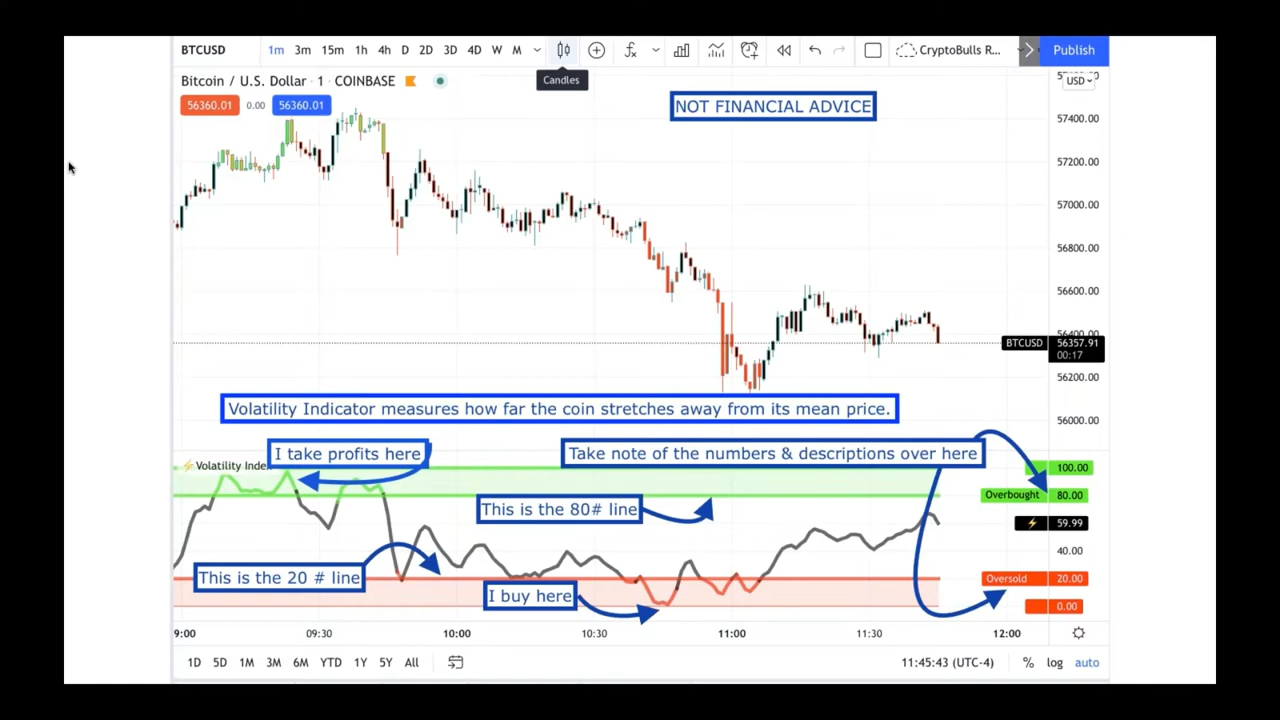 BTCUSD 1m 3m 15m 1h 4h D 2D 3D 4D W M CryptoBulls R... Publish
Candles
Bitcoin / U.S. Dollar · 1 · COINBASE
USD
56360.01 0.00 56360.01
NOT FINANCIAL ADVICE
57400.00
57200.00
57000.00
56800.00
56600.00
56400.00
BTCUSD 56357.91
00:17
56200.00
56000.00
Volatility Indicator measures how far the coin stretches away from its mean price.
I take profits here
Take note of the numbers & descriptions over here
Volatility Index
100.00
Overbought 80.00
This is the 80# line
59.99
40.00
This is the 20 # line
Oversold 20.00
I buy here
0.00
9:00 09:30 10:00 10:30 11:00 11:30 12:00
1D 5D 1M 3M 6M YTD 1Y 5Y All 11:45:43 (UTC-4) % log auto